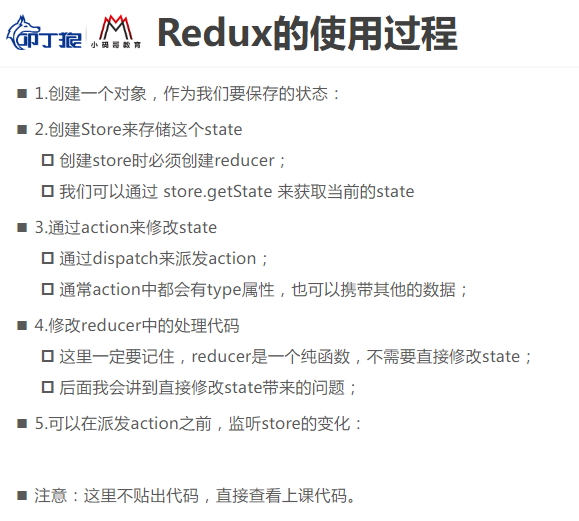 叩丁狼
小码哥教育
Redux的使用过程
1.创建一个对象，作为我们要保存的状态：
2.创建Store来存储这个state
创建store时必须创建reducer；
我们可以通过 store.getState 来获取当前的state
3.通过action来修改state
通过dispatch来派发action；
通常action中都会有type属性，也可以携带其他的数据；
4.修改reducer中的处理代码
这里一定要记住，reducer是一个纯函数，不需要直接修改state；
后面我会讲到直接修改state带来的问题；
5.可以在派发action之前，监听store的变化：
注意：这里不贴出代码，直接查看上课代码。